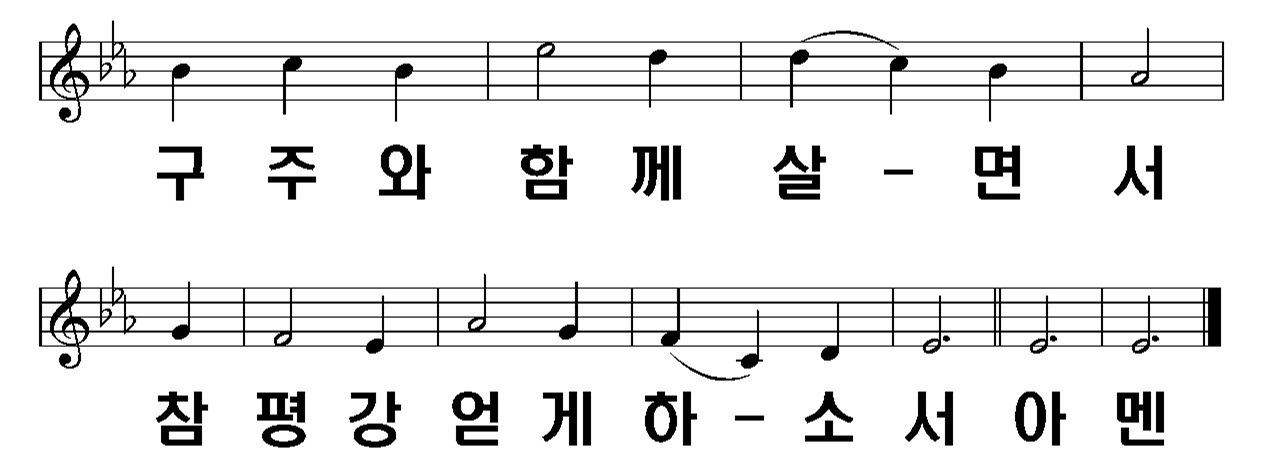 구 주 와 함 께 살 - 면 서
참 평 강 얻 게 하 - 소 서 아 멘